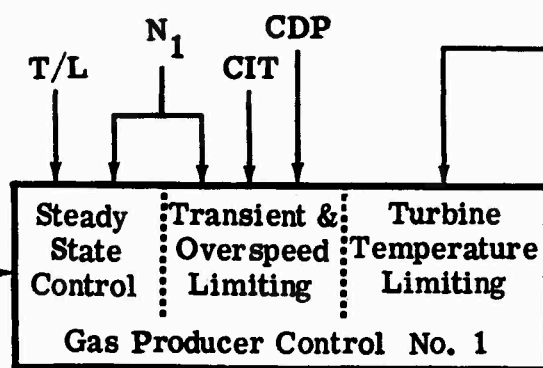 CDP
N1
T/L
CIT
Steady
State
Control
Transient &
Overspeed
Limiting
Turbine
Temperature
Limiting
Gas Producer Control No. 1